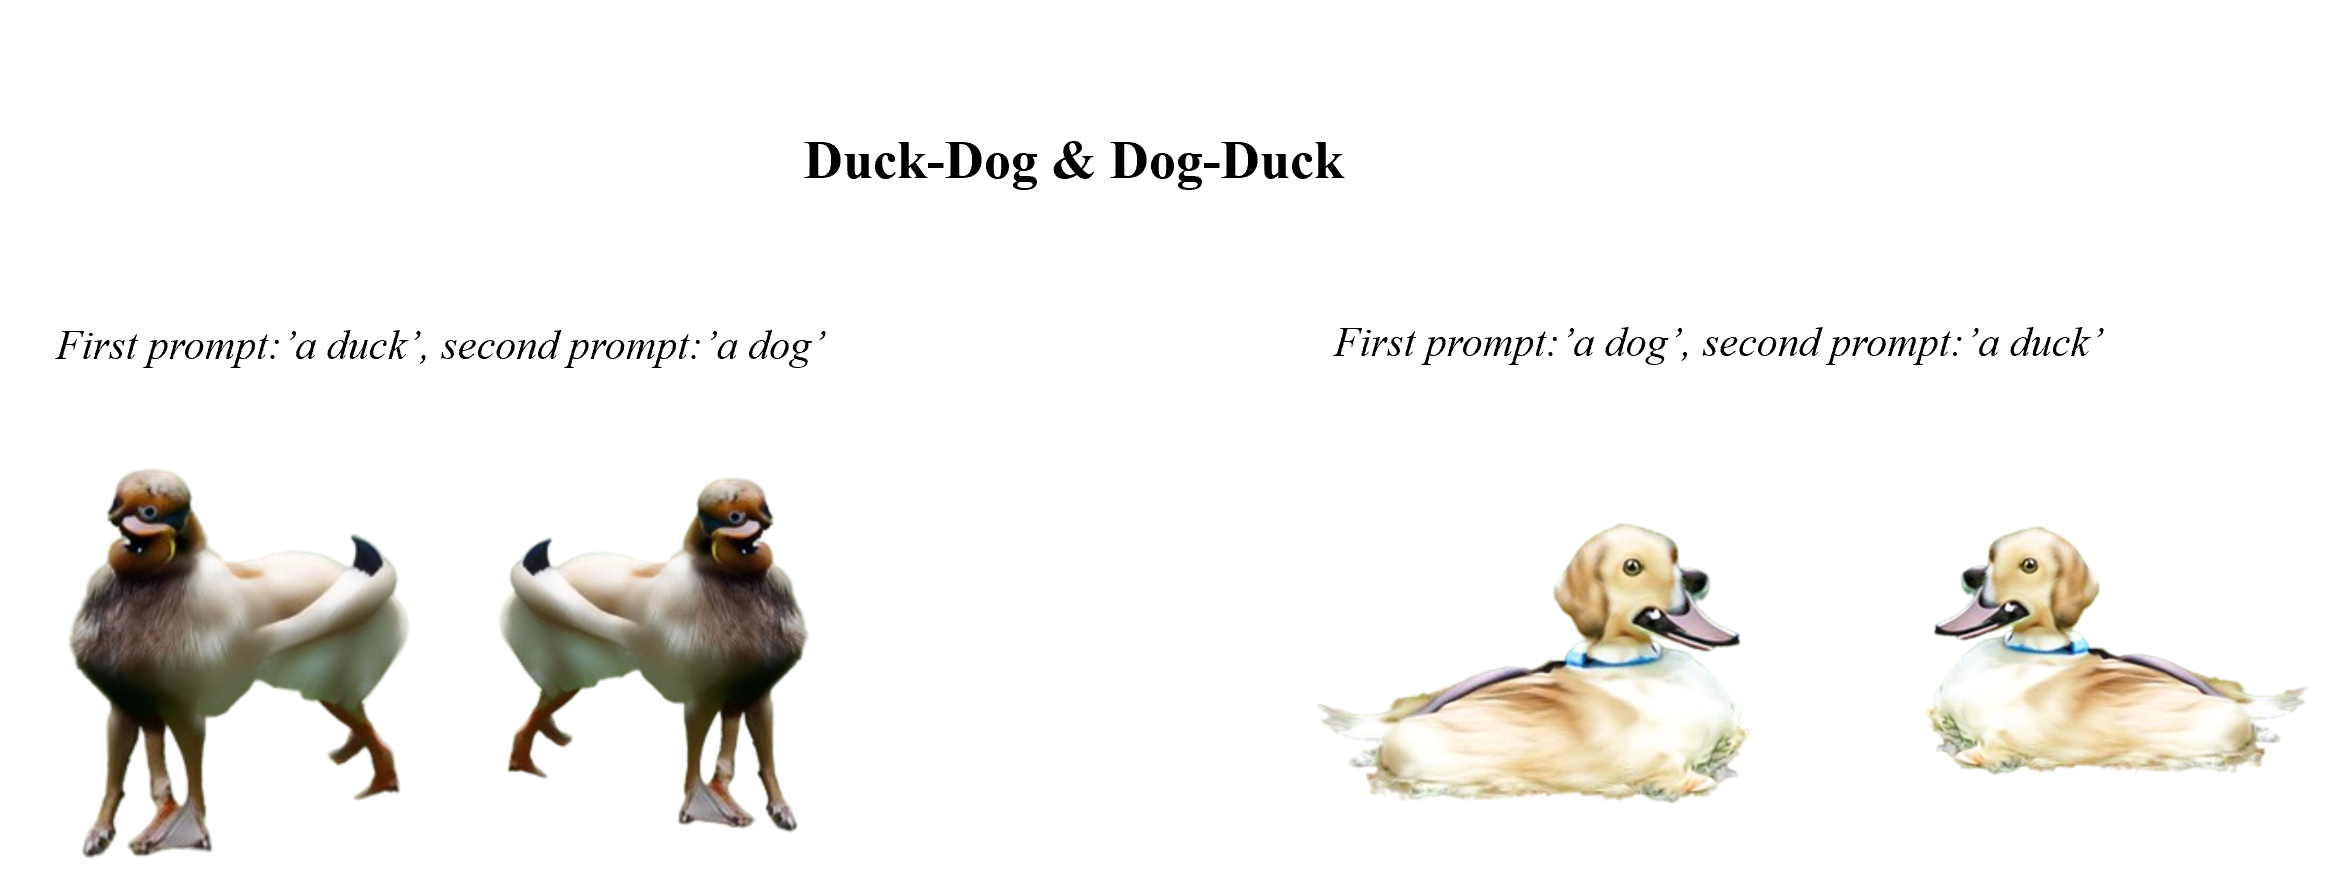 Duck-Dog & Dog-Duck
First prompt:’a duck’, second prompt:’a dog’
First prompt:’a dog’, second prompt:’a duck’